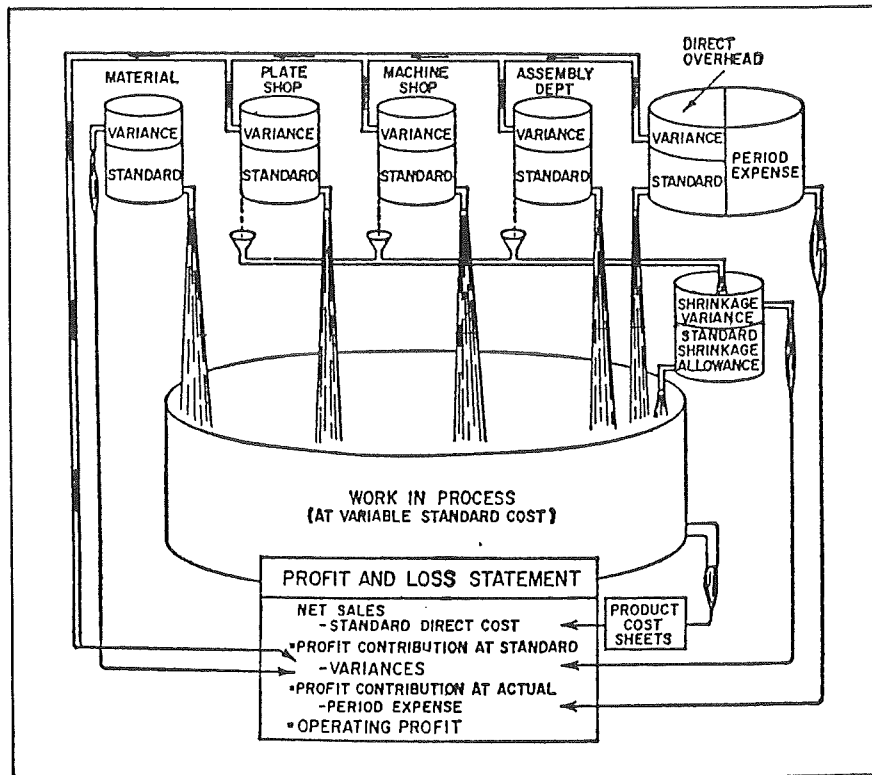 DIRECT
OVERHEAD
MATERIAL
PLATE
SHOP
MACHINE
SHOP
ASSEMBLY
DEPT
VARIANCE
STANDARD
VARIANCE
STANDARD
VARIANCE
STANDARD
VARIANCE
STANDARD
VARIANCE
STANDARD
PERIOD
EXPENSE
SHRINKAGE
VARIANCE
STANDARD
SHRINKAGE
ALLOWANCE
WORK IN PROCESS
(AT VARIABLE STANDARD COST)
PROFIT AND LOSS STATEMENT
NET SALES
-STANDARD DIRECT COST
=PROFIT CONTRIBUTION AT STANDARD
-VARIANCES
=PROFIT CONTRIBUTION AT ACTUAL
-PERIOD EXPENSE
=OPERATING PROFIT
PRODUCT
COST
SHEETS